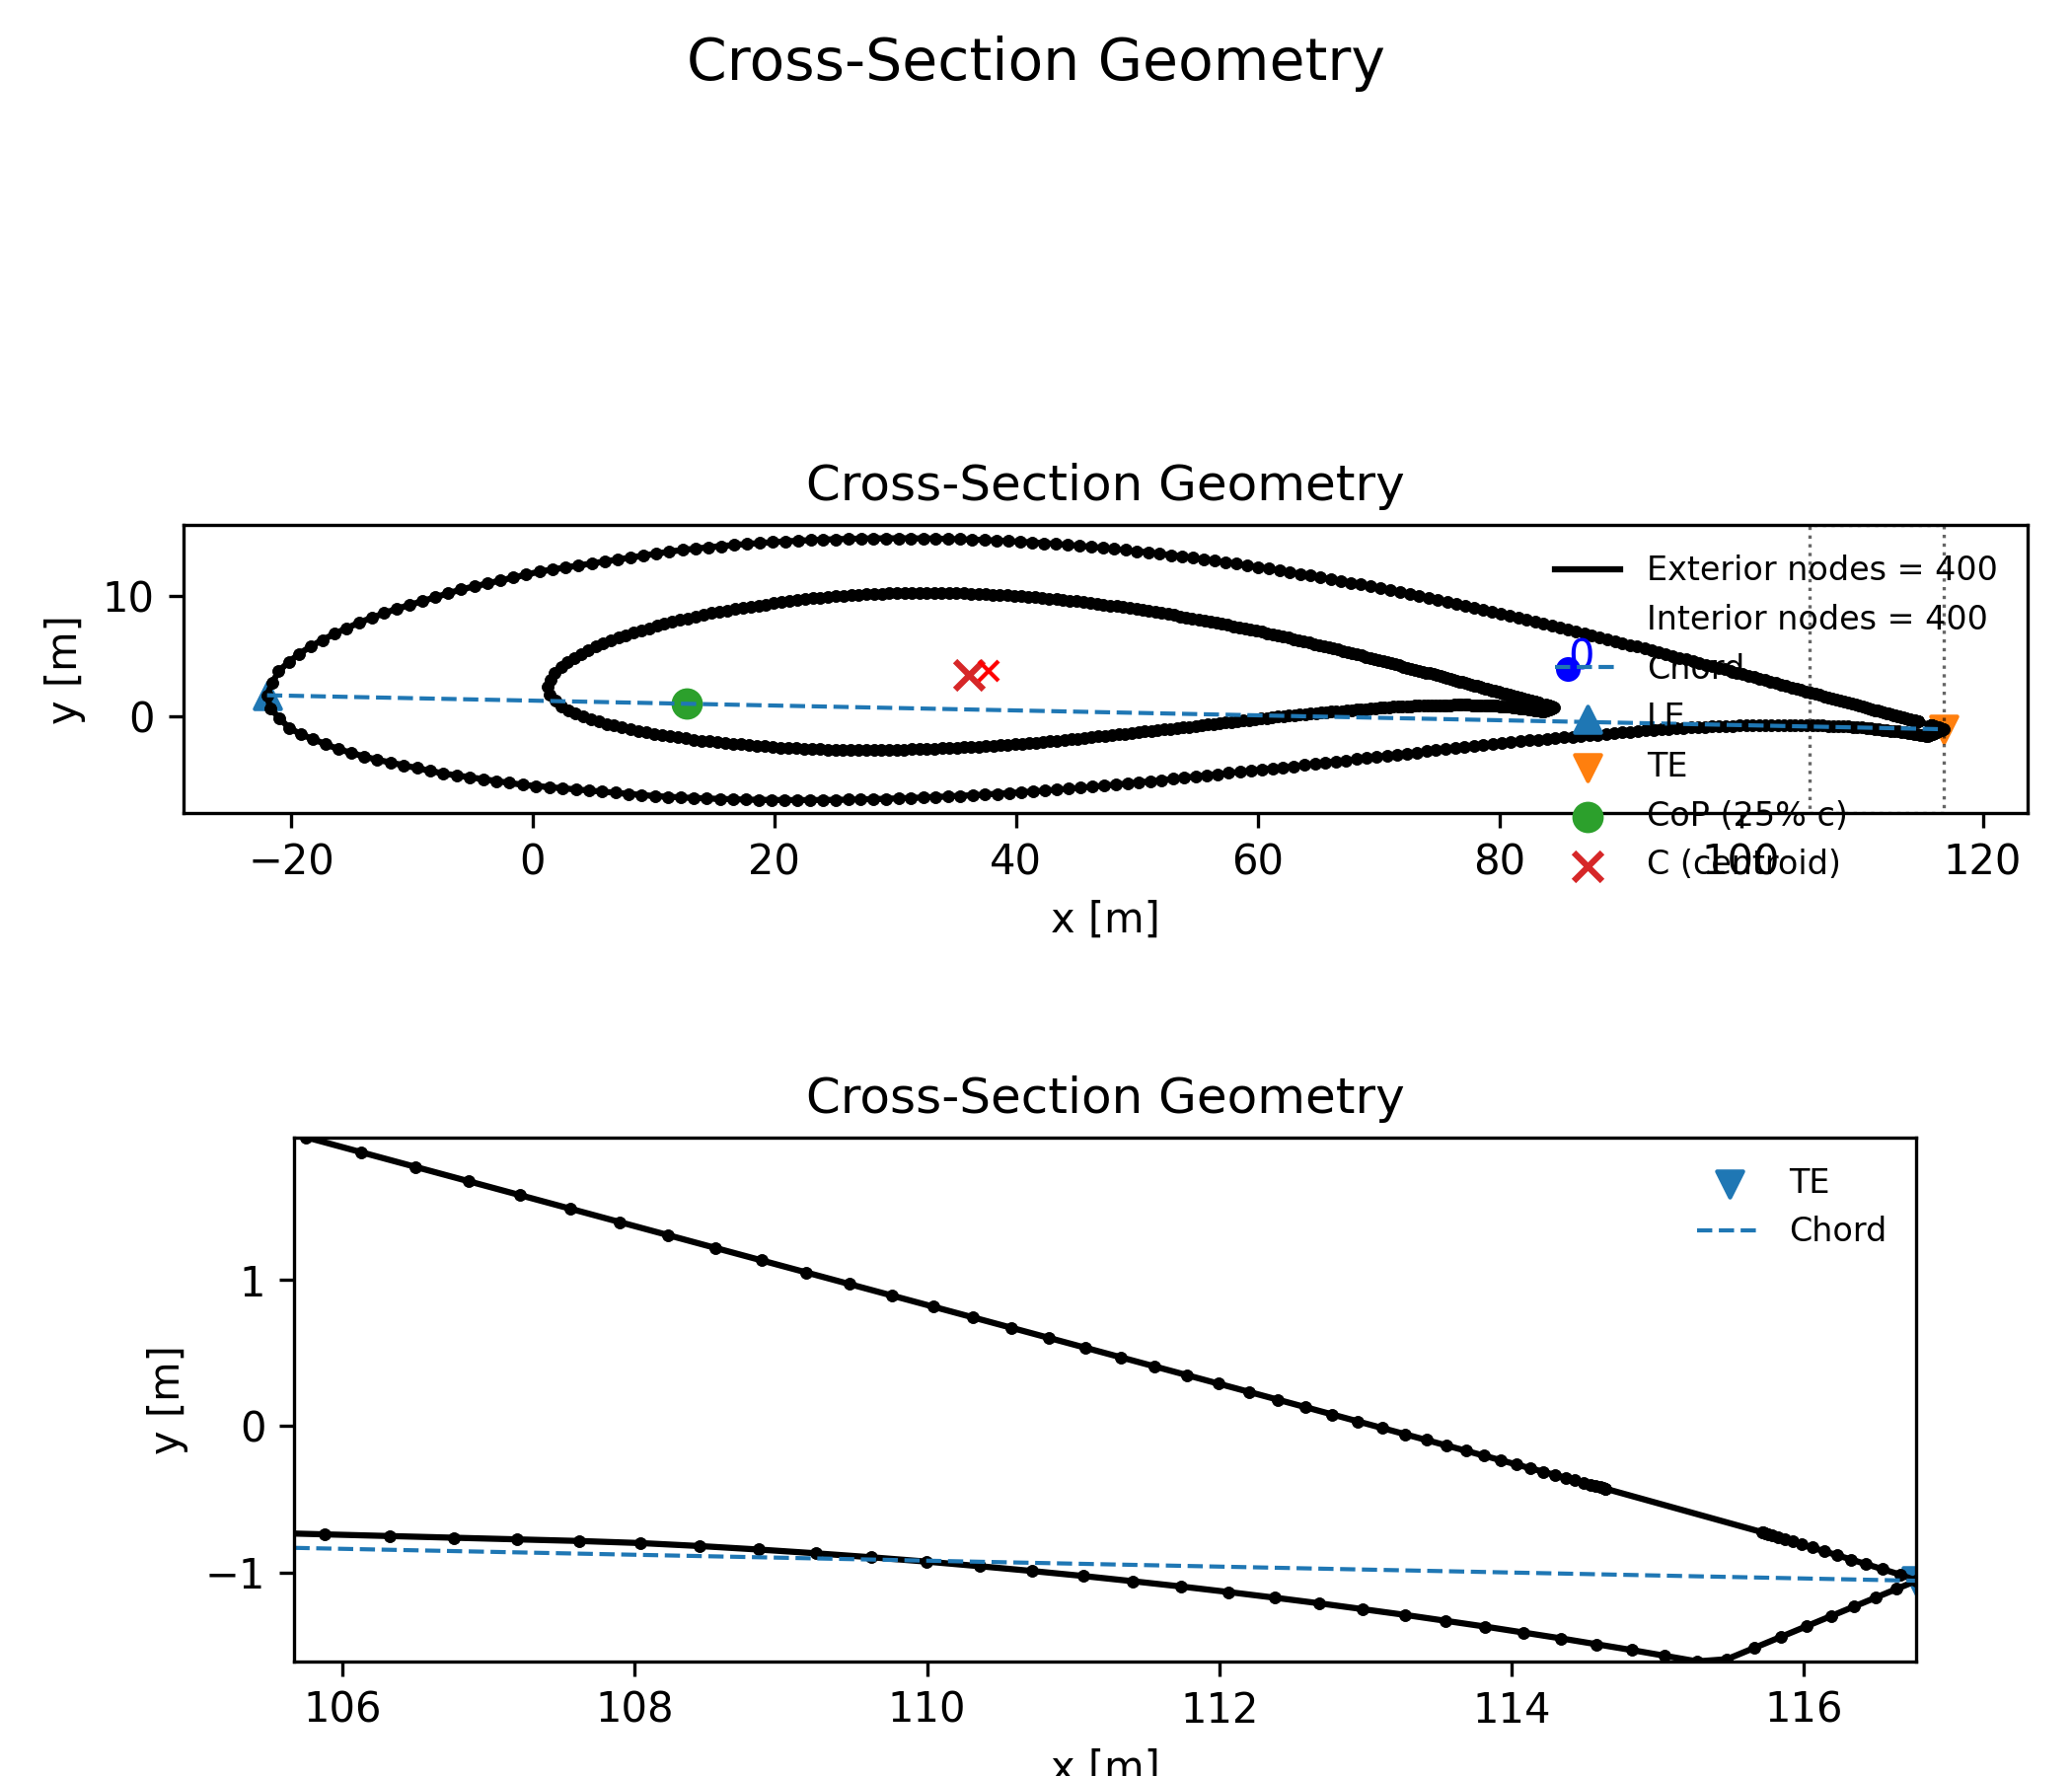 Cross-Section Geometry
Cross-Section Geometry
10
0
y [m]
Exterior nodes = 400
Interior nodes = 400
0
Chord
LE
TE
CoP (25% c)
C (centroid)
−20 0 20 40 60 80 100 120
x [m]
Cross-Section Geometry
TE
Chord
1
0
−1
y [m]
106 108 110 112 114 116
x [m]